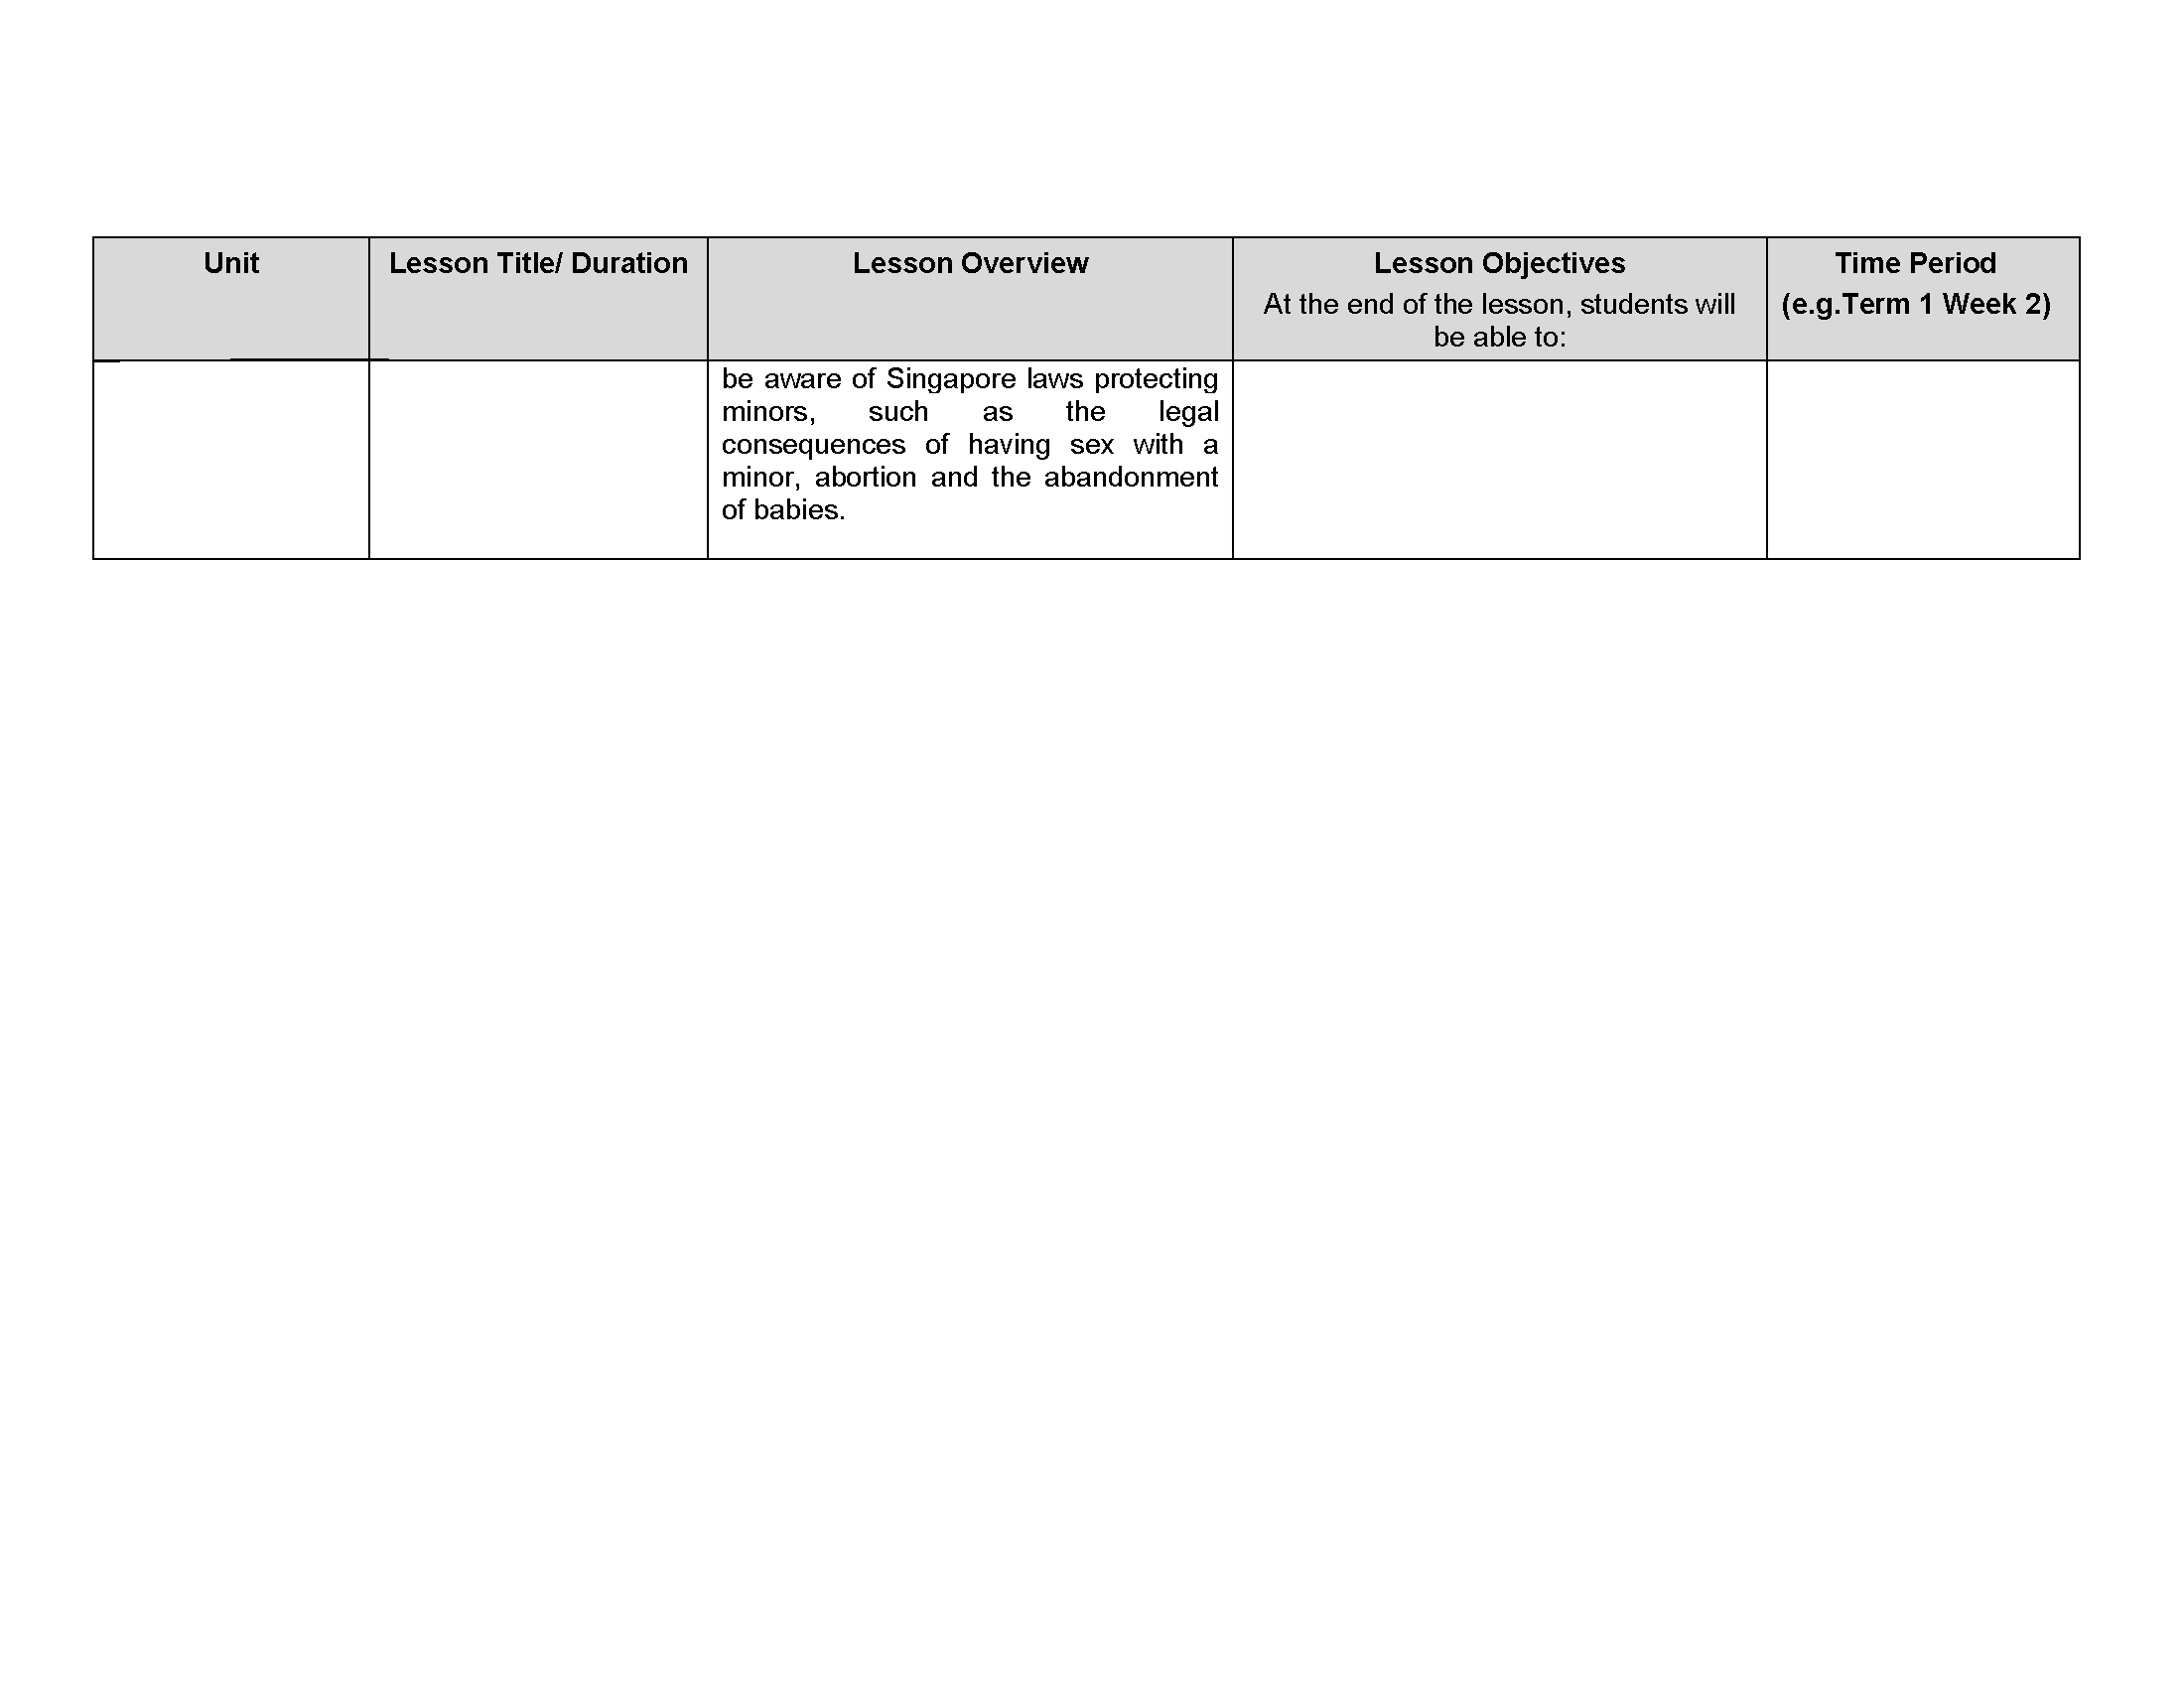 Unit
Lesson Title/ Duration
Lesson Overview
Lesson Objectives
At the end of the lesson, students will
be able to:
Time Period
(e.g.Term 1 Week 2)
be aware of Singapore laws protecting
minors, such as the legal
consequences of having sex with a
minor, abortion and the abandonment
of babies.